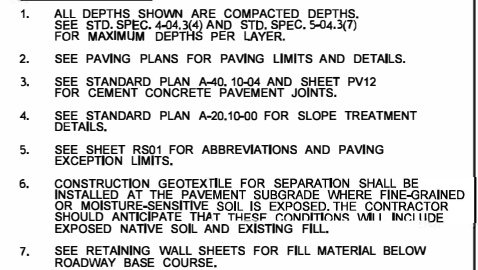 1. ALL DEPTHS SHOWN ARE COMPACTED DEPTHS.
SEE STD. SPEC. 4-04.3(4) AND STD. SPEC. 5-04.3(7)
FOR MAXIMUM DEPTHS PER LAYER.
2. SEE PAVING PLANS FOR PAVING LIMITS AND DETAILS.
3. SEE STANDARD PLAN A-40.10-04 AND SHEET PV12
FOR CEMENT CONCRETE PAVEMENT JOINTS.
4. SEE STANDARD PLAN A-20.10-00 FOR SLOPE TREATMENT
DETAILS.
5. SEE SHEET RS01 FOR ABBREVIATIONS AND PAVING
EXCEPTION LIMITS.
6. CONSTRUCTION GEOTEXTILE FOR SEPARATION SHALL BE
INSTALLED AT THE PAVEMENT SUBGRADE WHERE FINE-GRAINED
OR MOISTURE-SENSITIVE SOIL IS EXPOSED. THE CONTRACTOR
SHOULD ANTICIPATE THAT THESE CONDITIONS WILL INCLUDE
EXPOSED NATIVE SOIL AND EXISTING FILL.
7. SEE RETAINING WALL SHEETS FOR FILL MATERIAL BELOW
ROADWAY BASE COURSE.